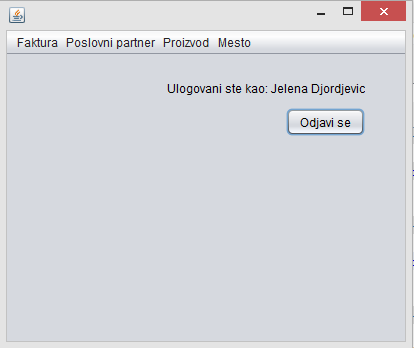 Faktura Poslovni partner Proizvod Mesto
Ulogovani ste kao: Jelena Djordjevic
Odjavi se